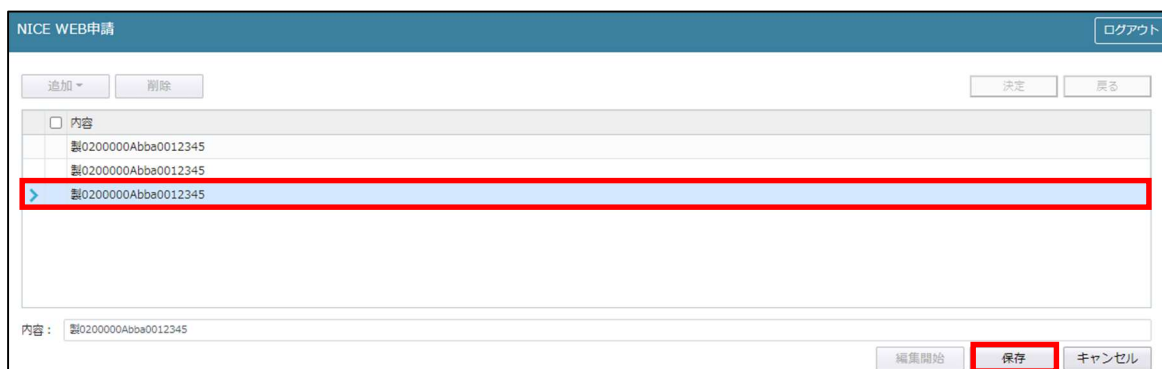 NICE WEB申請
ログアウト
追加 削除 決定 戻る
内容
製0200000Abba0012345
製0200000Abba0012345
製0200000Abba0012345
内容： 製0200000Abba0012345
編集開始 保存 キャンセル